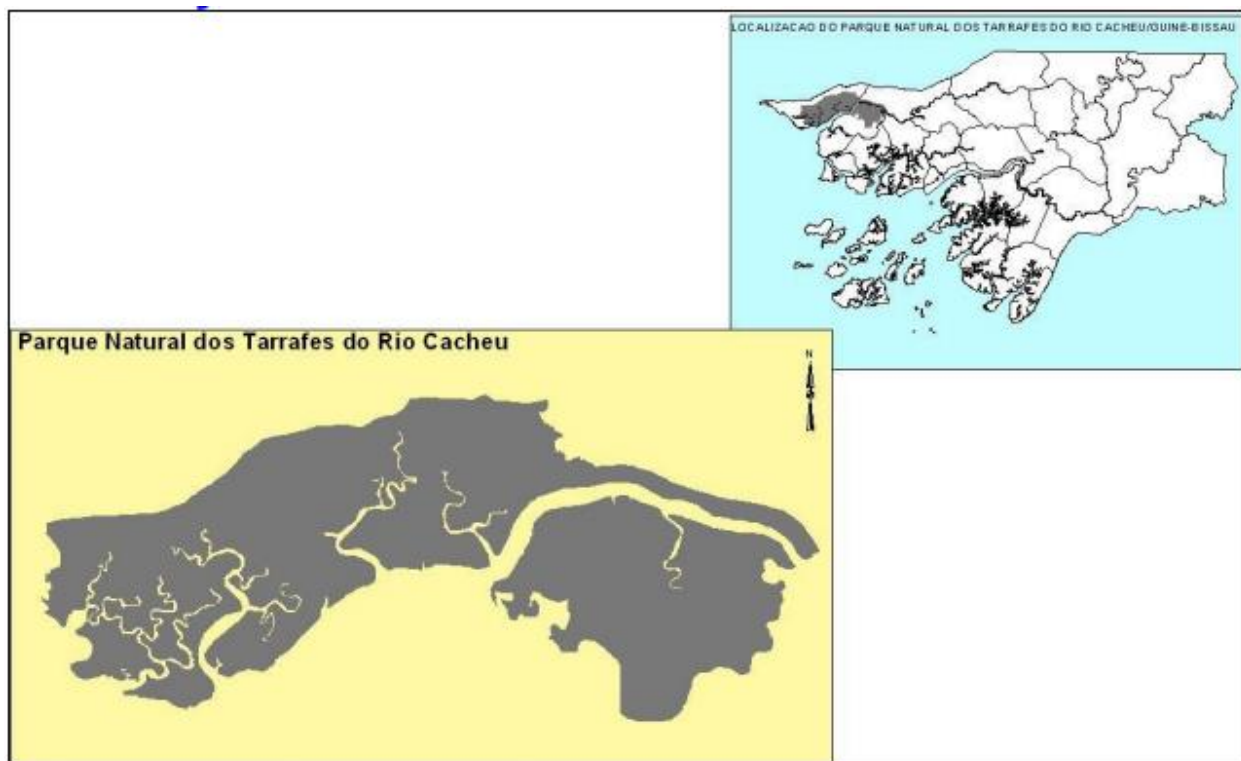 LOCALIZACAO DO PARQUE NATURAL DOS TARRAFES DO RIO CACHEU/GUINE-BISSAU
Parque Natural dos Tarrafes do Rio Cacheu
N